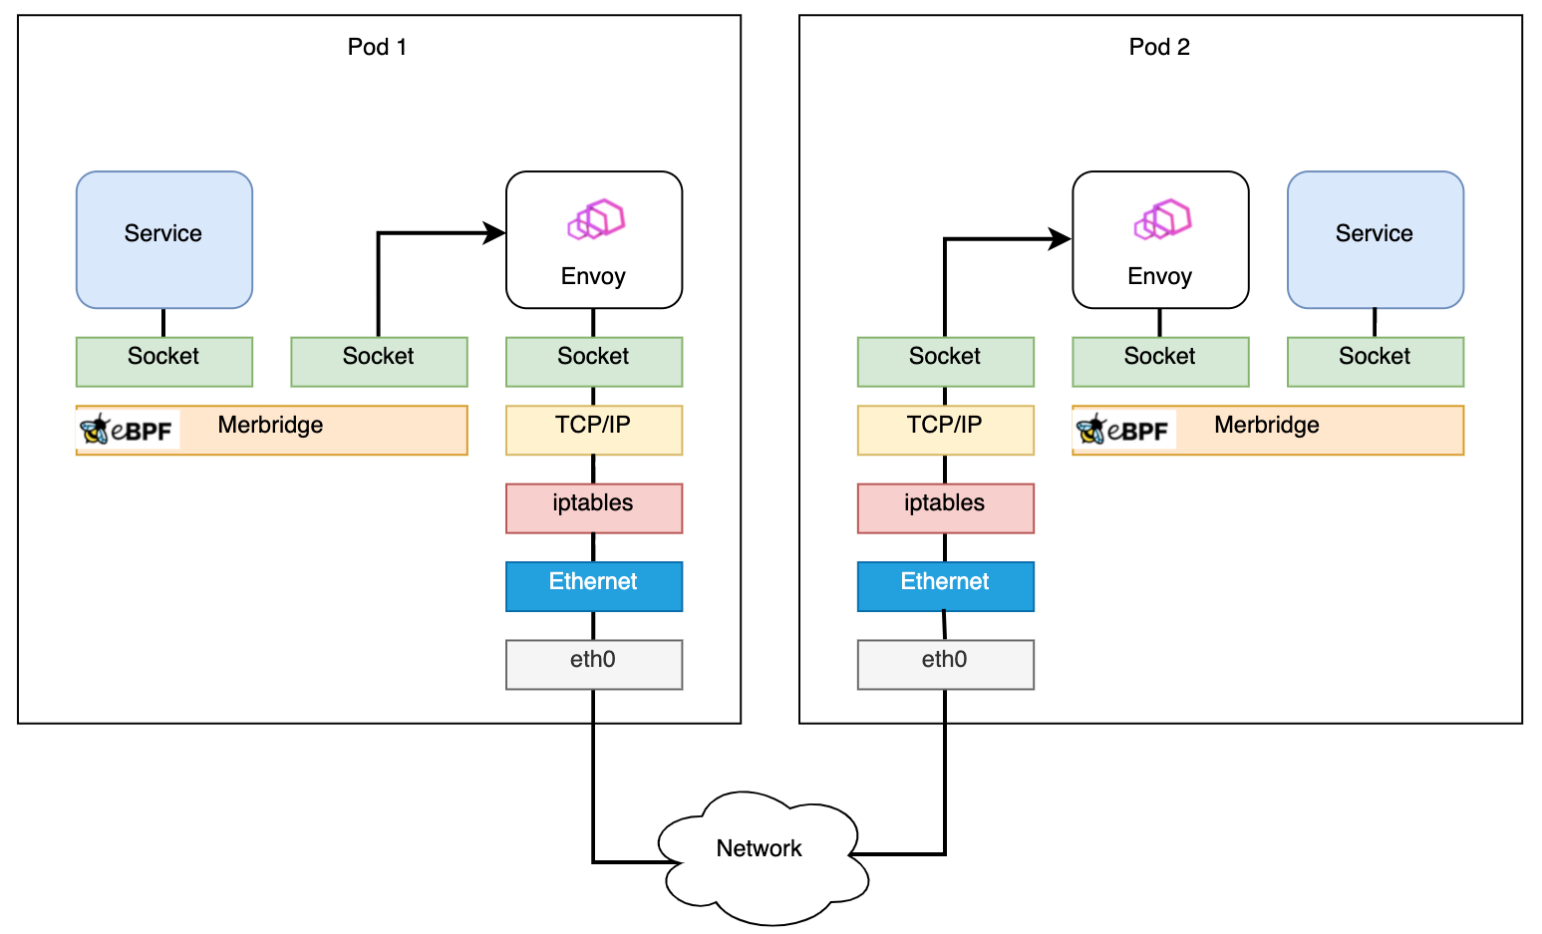 Pod 1
Service
Envoy
Socket
Socket
Socket
eBPF
Merbridge
TCP/IP
iptables
Ethernet
eth0
Pod 2
Envoy
Service
Socket
Socket
Socket
TCP/IP
eBPF
Merbridge
iptables
Ethernet
eth0
Network